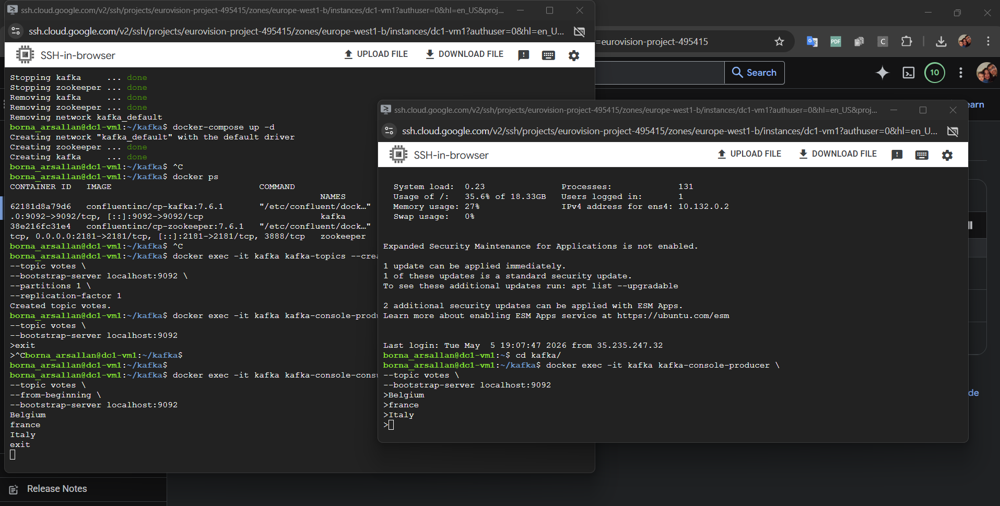 ssh.cloud.google.com/v2/ssh/projects/eurovision-project-495415/zones/europe-west1-b/instances/dc1-vm1?authuser=0&hl=en_US&proj...
ssh.cloud.google.com/v2/ssh/projects/eurovision-project-495415/zones/europe-west1-b/instances/dc1-vm1?authuser=0&hl=en_U...
SSH-in-browser
UPLOAD FILE
DOWNLOAD FILE
=eurovision-project-495415
PDF
C
Search
10
earn
Stopping kafka     ... done
Stopping zookeeper ... done
Removing kafka     ... done
Removing zookeeper ... done
Removing network kafka_default
borna_arsallan@dc1-vm1:~/kafka$ docker-compose up -d
Creating network "kafka_default" with the default driver
Creating zookeeper ... done
Creating kafka     ... done
borna_arsallan@dc1-vm1:~/kafka$ ^C
borna_arsallan@dc1-vm1:~/kafka$ docker ps
CONTAINER ID   IMAGE                             COMMAND
NAMES
62181d8a79d6   confluentinc/cp-kafka:7.6.1       "/etc/confluent/dock…"
.0:9092->9092/tcp, [::]:9092->9092/tcp                       kafka
38e216fc31e4   confluentinc/cp-zookeeper:7.6.1   "/etc/confluent/dock…"
tcp, 0.0.0.0:2181->2181/tcp, [::]:2181->2181/tcp, 3888/tcp   zookeeper
borna_arsallan@dc1-vm1:~/kafka$ ^C
borna_arsallan@dc1-vm1:~/kafka$ docker exec -it kafka kafka-topics --crea
--topic votes \
--bootstrap-server localhost:9092 \
--partitions 1 \
--replication-factor 1
Created topic votes.
borna_arsallan@dc1-vm1:~/kafka$ docker exec -it kafka kafka-console-produ
--topic votes \
--bootstrap-server localhost:9092
>exit
>^Cborna_arsallan@dc1-vm1:~/kafka$
borna_arsallan@dc1-vm1:~/kafka$
borna_arsallan@dc1-vm1:~/kafka$ docker exec -it kafka kafka-console-consu
--topic votes \
--from-beginning \
--bootstrap-server localhost:9092
Belgium
france
Italy
exit
ssh.cloud.google.com/v2/ssh/projects/eurovision-project-495415/zones/europe-west1-b/instances/dc1-vm1?authuser=0&hl=en_US&proj...
ssh.cloud.google.com/v2/ssh/projects/eurovision-project-495415/zones/europe-west1-b/instances/dc1-vm1?authuser=0&hl=en_U...
SSH-in-browser
UPLOAD FILE
DOWNLOAD FILE
System load:  0.23               Processes:             131
Usage of /:   35.6% of 18.33GB   Users logged in:       1
Memory usage: 27%                IPv4 address for ens4: 10.132.0.2
Swap usage:   0%
Expanded Security Maintenance for Applications is not enabled.
1 update can be applied immediately.
1 of these updates is a standard security update.
To see these additional updates run: apt list --upgradable
2 additional security updates can be applied with ESM Apps.
Learn more about enabling ESM Apps service at https://ubuntu.com/esm
Last login: Tue May  5 19:07:47 2026 from 35.235.247.32
borna_arsallan@dc1-vm1:~$ cd kafka/
borna_arsallan@dc1-vm1:~/kafka$ docker exec -it kafka kafka-console-producer \
--topic votes \
--bootstrap-server localhost:9092
>Belgium
>france
>Italy
>
de
Release Notes